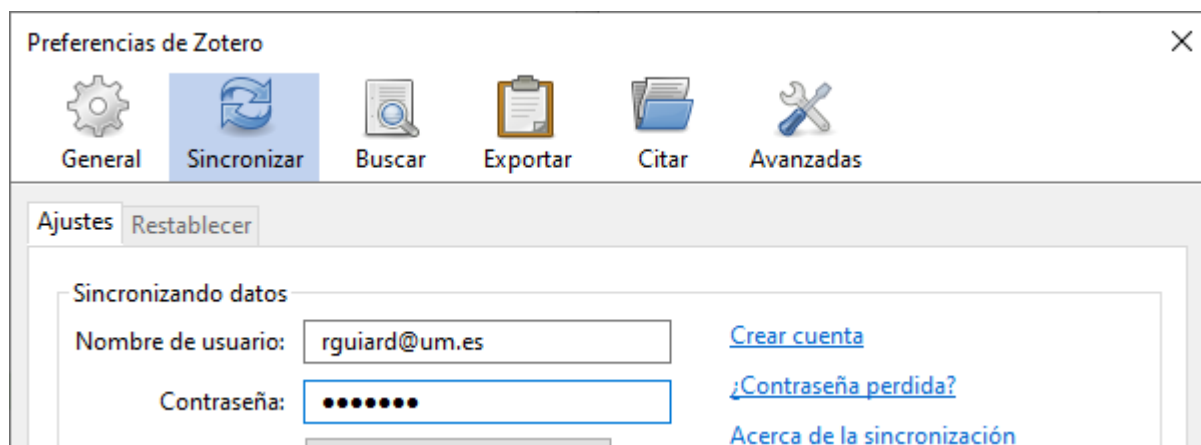 Preferencias de Zotero
General Sincronizar Buscar Exportar Citar Avanzadas
Ajustes Restablecer
Sincronizando datos
Nombre de usuario: rguiard@um.es Crear cuenta
Contraseña: ••••••• ¿Contraseña perdida?
Acerca de la sincronización